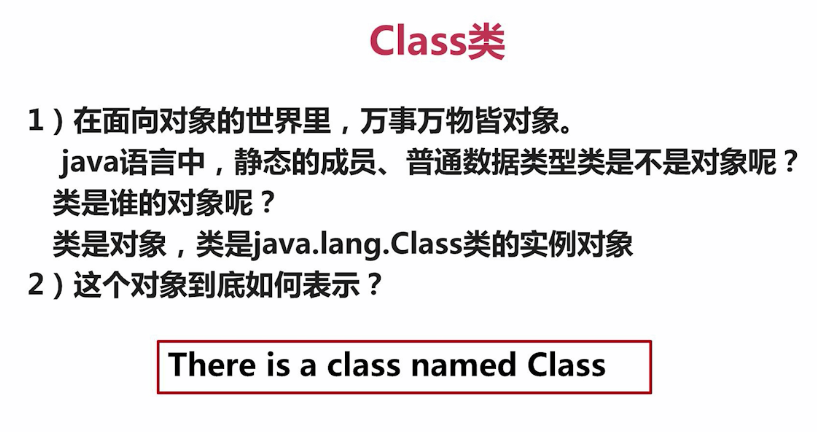 Class类
1）在面向对象的世界里，万事万物皆对象。
java语言中，静态的成员、普通数据类型类是不是对象呢？
类是谁的对象呢？
类是对象，类是java.lang.Class类的实例对象
2）这个对象到底如何表示？
There is a class named Class